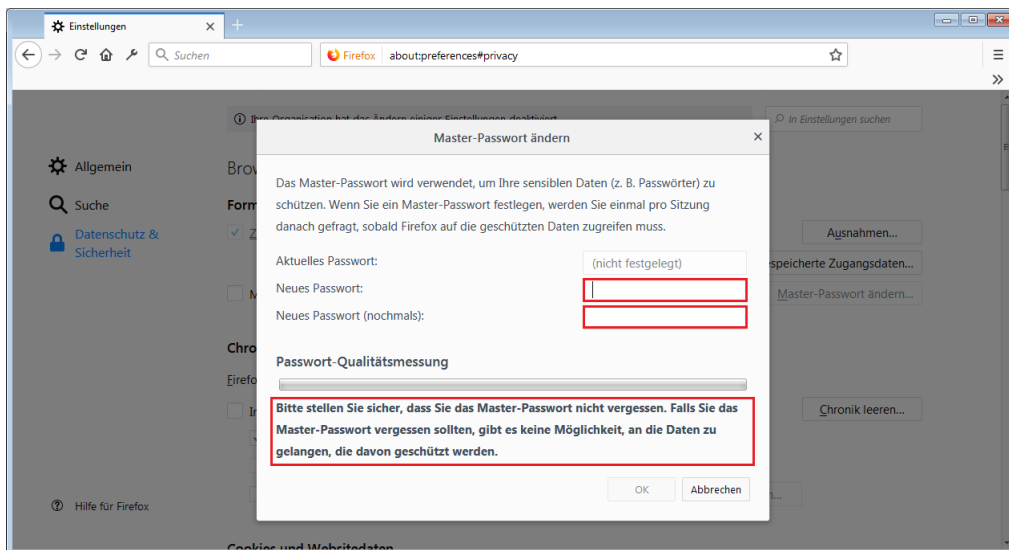 Einstellungen
Suchen
Firefox about:preferences#privacy
Ihre Organisation hat das Ändern einiger Einstellungen deaktiviert.
In Einstellungen suchen
Master-Passwort ändern
Allgemein
Das Master-Passwort wird verwendet, um Ihre sensiblen Daten (z. B. Passwörter) zu
schützen. Wenn Sie ein Master-Passwort festlegen, werden Sie einmal pro Sitzung
danach gefragt, sobald Firefox auf die geschützten Daten zugreifen muss.
Suche
Form
Datenschutz &
Sicherheit
Z
Ausnahmen...
Aktuelles Passwort: (nicht festgelegt)
espeicherte Zugangsdaten...
Neues Passwort:
M
Master-Passwort ändern...
Neues Passwort (nochmals):
Chro
Passwort-Qualitätsmessung
Eirefo
Bitte stellen Sie sicher, dass Sie das Master-Passwort nicht vergessen. Falls Sie das
Master-Passwort vergessen sollten, gibt es keine Möglichkeit, an die Daten zu
gelangen, die davon geschützt werden.
Chronik leeren...
OK Abbrechen
Hilfe für Firefox
Cookies und Websitedaten